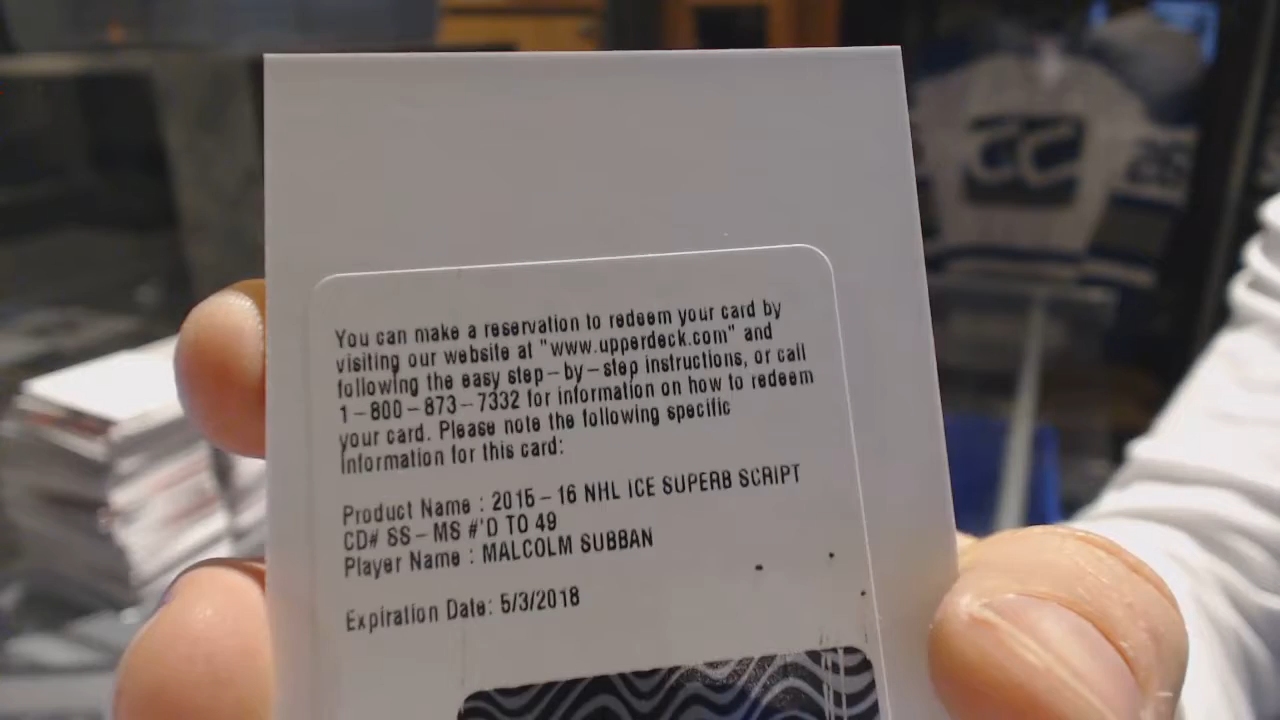 You can make a reservation to redeem your card by
visiting our website at "www.upperdeck.com" and
following the easy step-by-step instructions, or call
1-800-873-7332 for information on how to redeem
your card. Please note the following specific
information for this card:
Product Name : 2015-16 NHL ICE SUPERB SCRIPT
CD# SS-MS #'D TO 49
Player Name : MALCOLM SUBBAN
Expiration Date: 5/3/2018
26